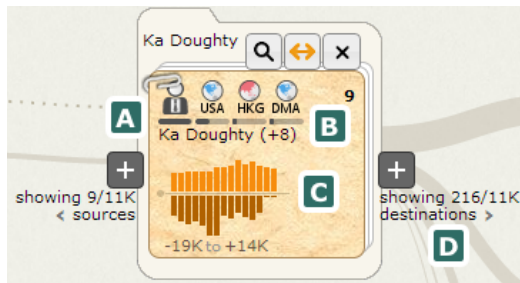 Ka Doughty
9
USA HKG DMA
A
B
Ka Doughty (+8)
C
showing 9/11K
< sources
showing 216/11K
destinations >
D
-19K to +14K